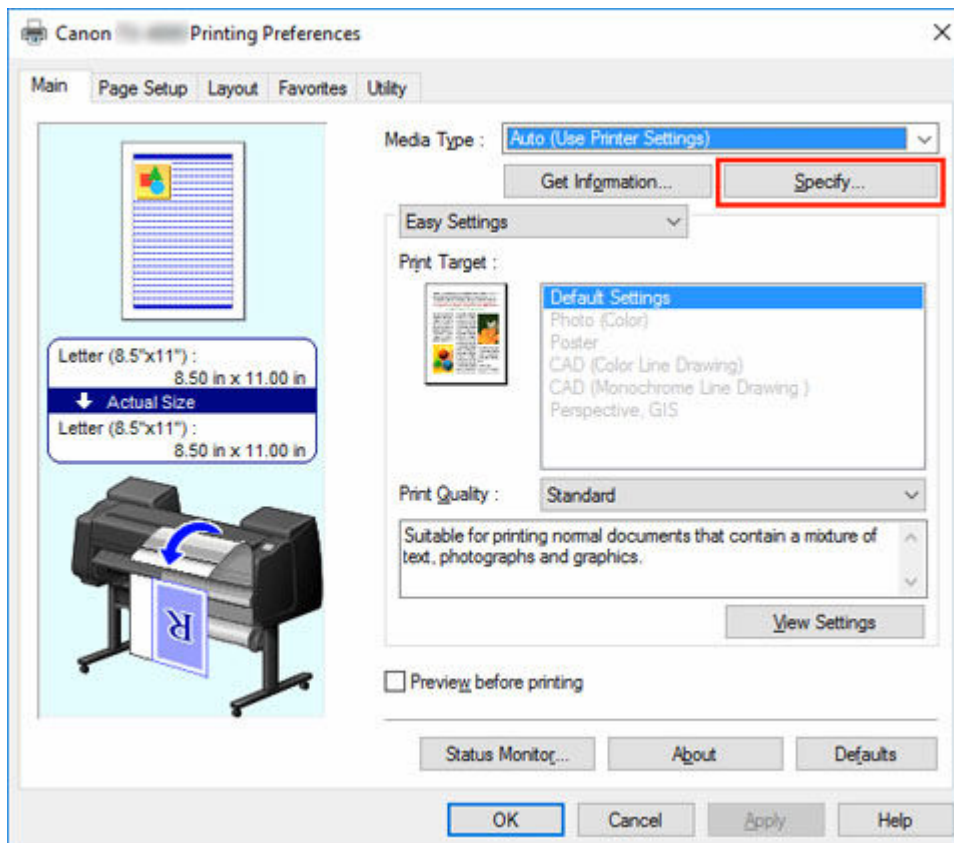 Canon Printing Preferences
Main Page Setup Layout Favorites Utility
Media Type : Auto (Use Printer Settings)
Get Information... Specify...
Easy Settings
Print Target :
Default Settings
Photo (Color)
Poster
CAD (Color Line Drawing)
CAD (Monochrome Line Drawing )
Perspective, GIS
Letter (8.5"x11") :
8.50 in x 11.00 in
Actual Size
Letter (8.5"x11") :
8.50 in x 11.00 in
R
Print Quality : Standard
Suitable for printing normal documents that contain a mixture of
text, photographs and graphics.
View Settings
Preview before printing
Status Monitor... About Defaults
OK Cancel Apply Help